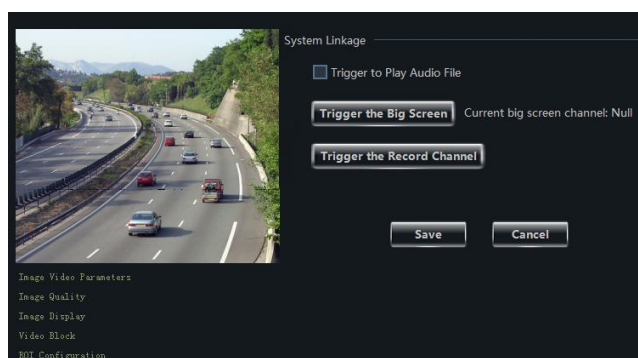 System Linkage
Trigger to Play Audio File
Trigger the Big Screen Current big screen channel: Null
Trigger the Record Channel
Save Cancel
Image Video Parameters
Image Quality
Image Display
Video Block
ROI Configuration